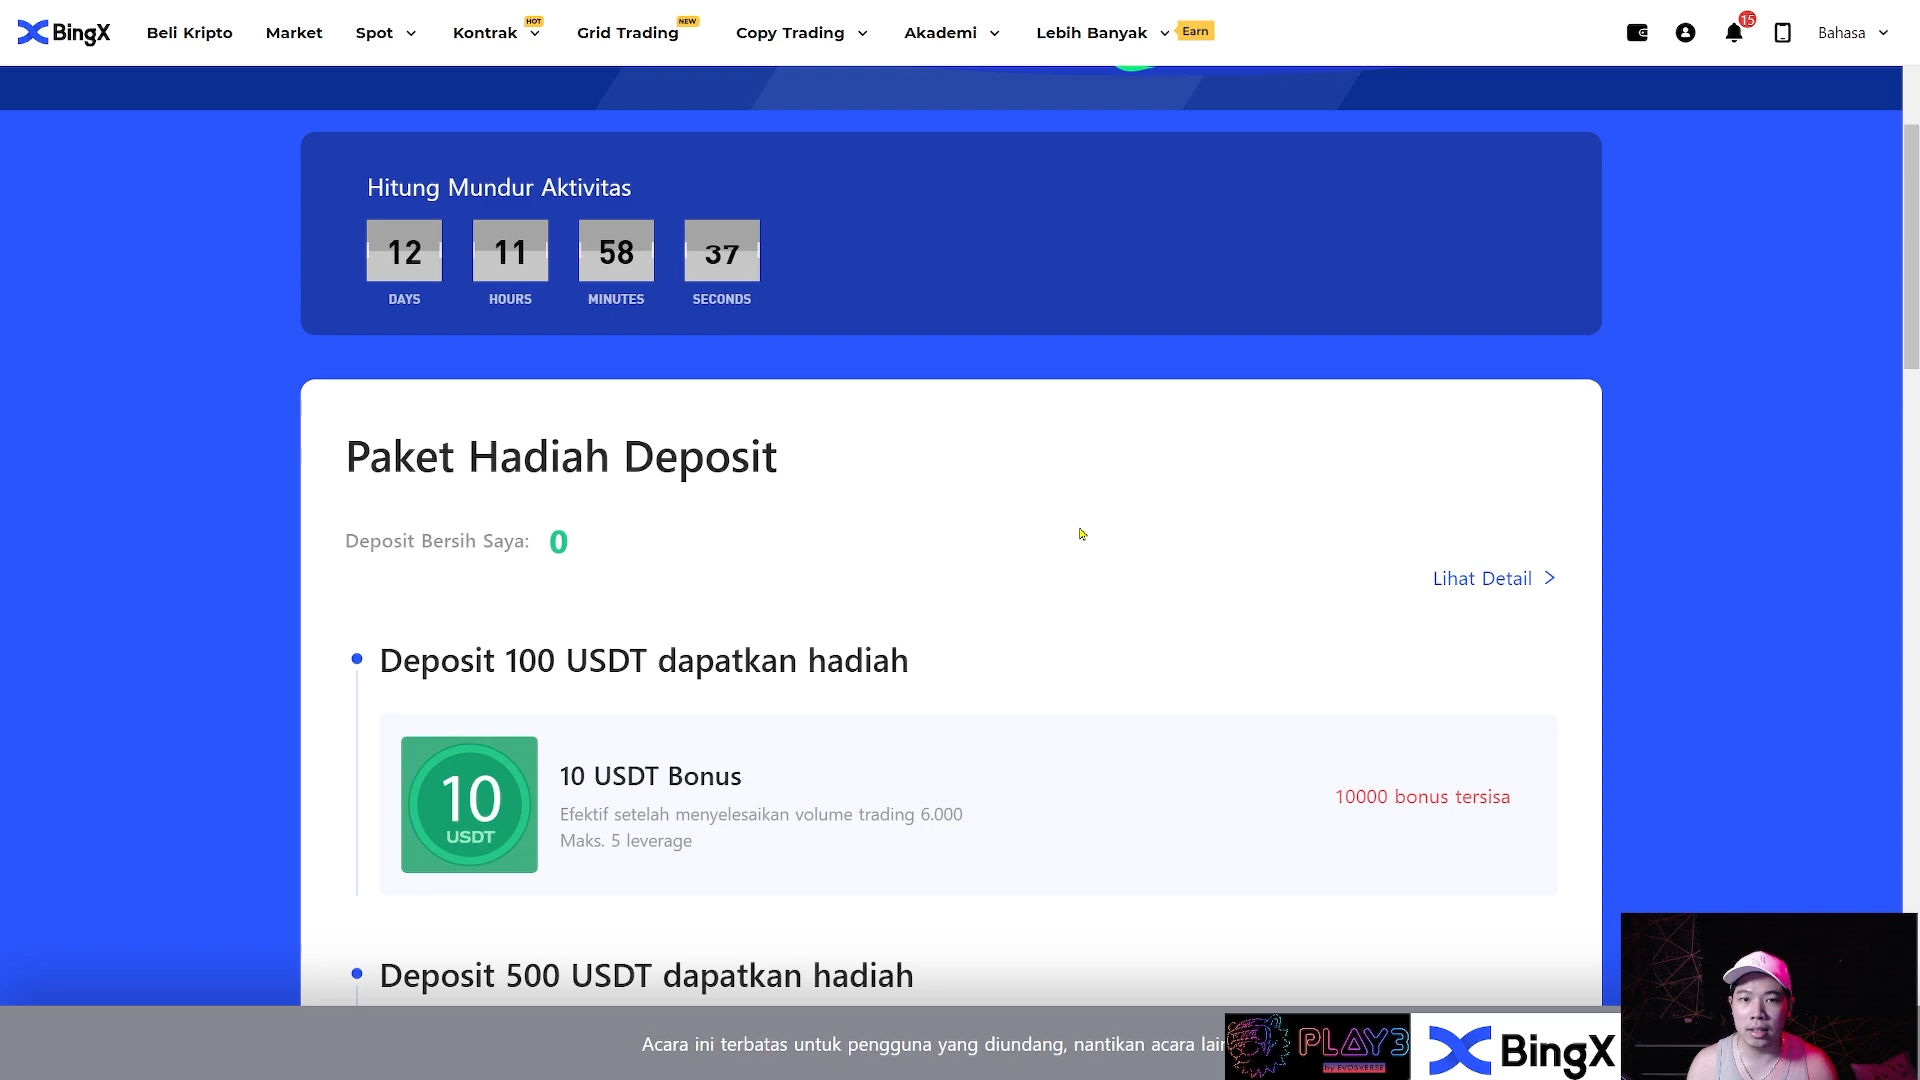 BingX
Beli Kripto
Market
Spot
Kontrak
HOT
Grid Trading
NEW
Copy Trading
Akademi
Lebih Banyak
Earn
15
Bahasa
Hitung Mundur Aktivitas
12 11 58 37
DAYS HOURS MINUTES SECONDS
Paket Hadiah Deposit
Deposit Bersih Saya: 0
Lihat Detail
Deposit 100 USDT dapatkan hadiah
10
USDT
10 USDT Bonus
Efektif setelah menyelesaikan volume trading 6.000
Maks. 5 leverage
10000 bonus tersisa
Deposit 500 USDT dapatkan hadiah
Acara ini terbatas untuk pengguna yang diundang, nantikan acara lain
PLAY3
by EVOSVERSE
BingX